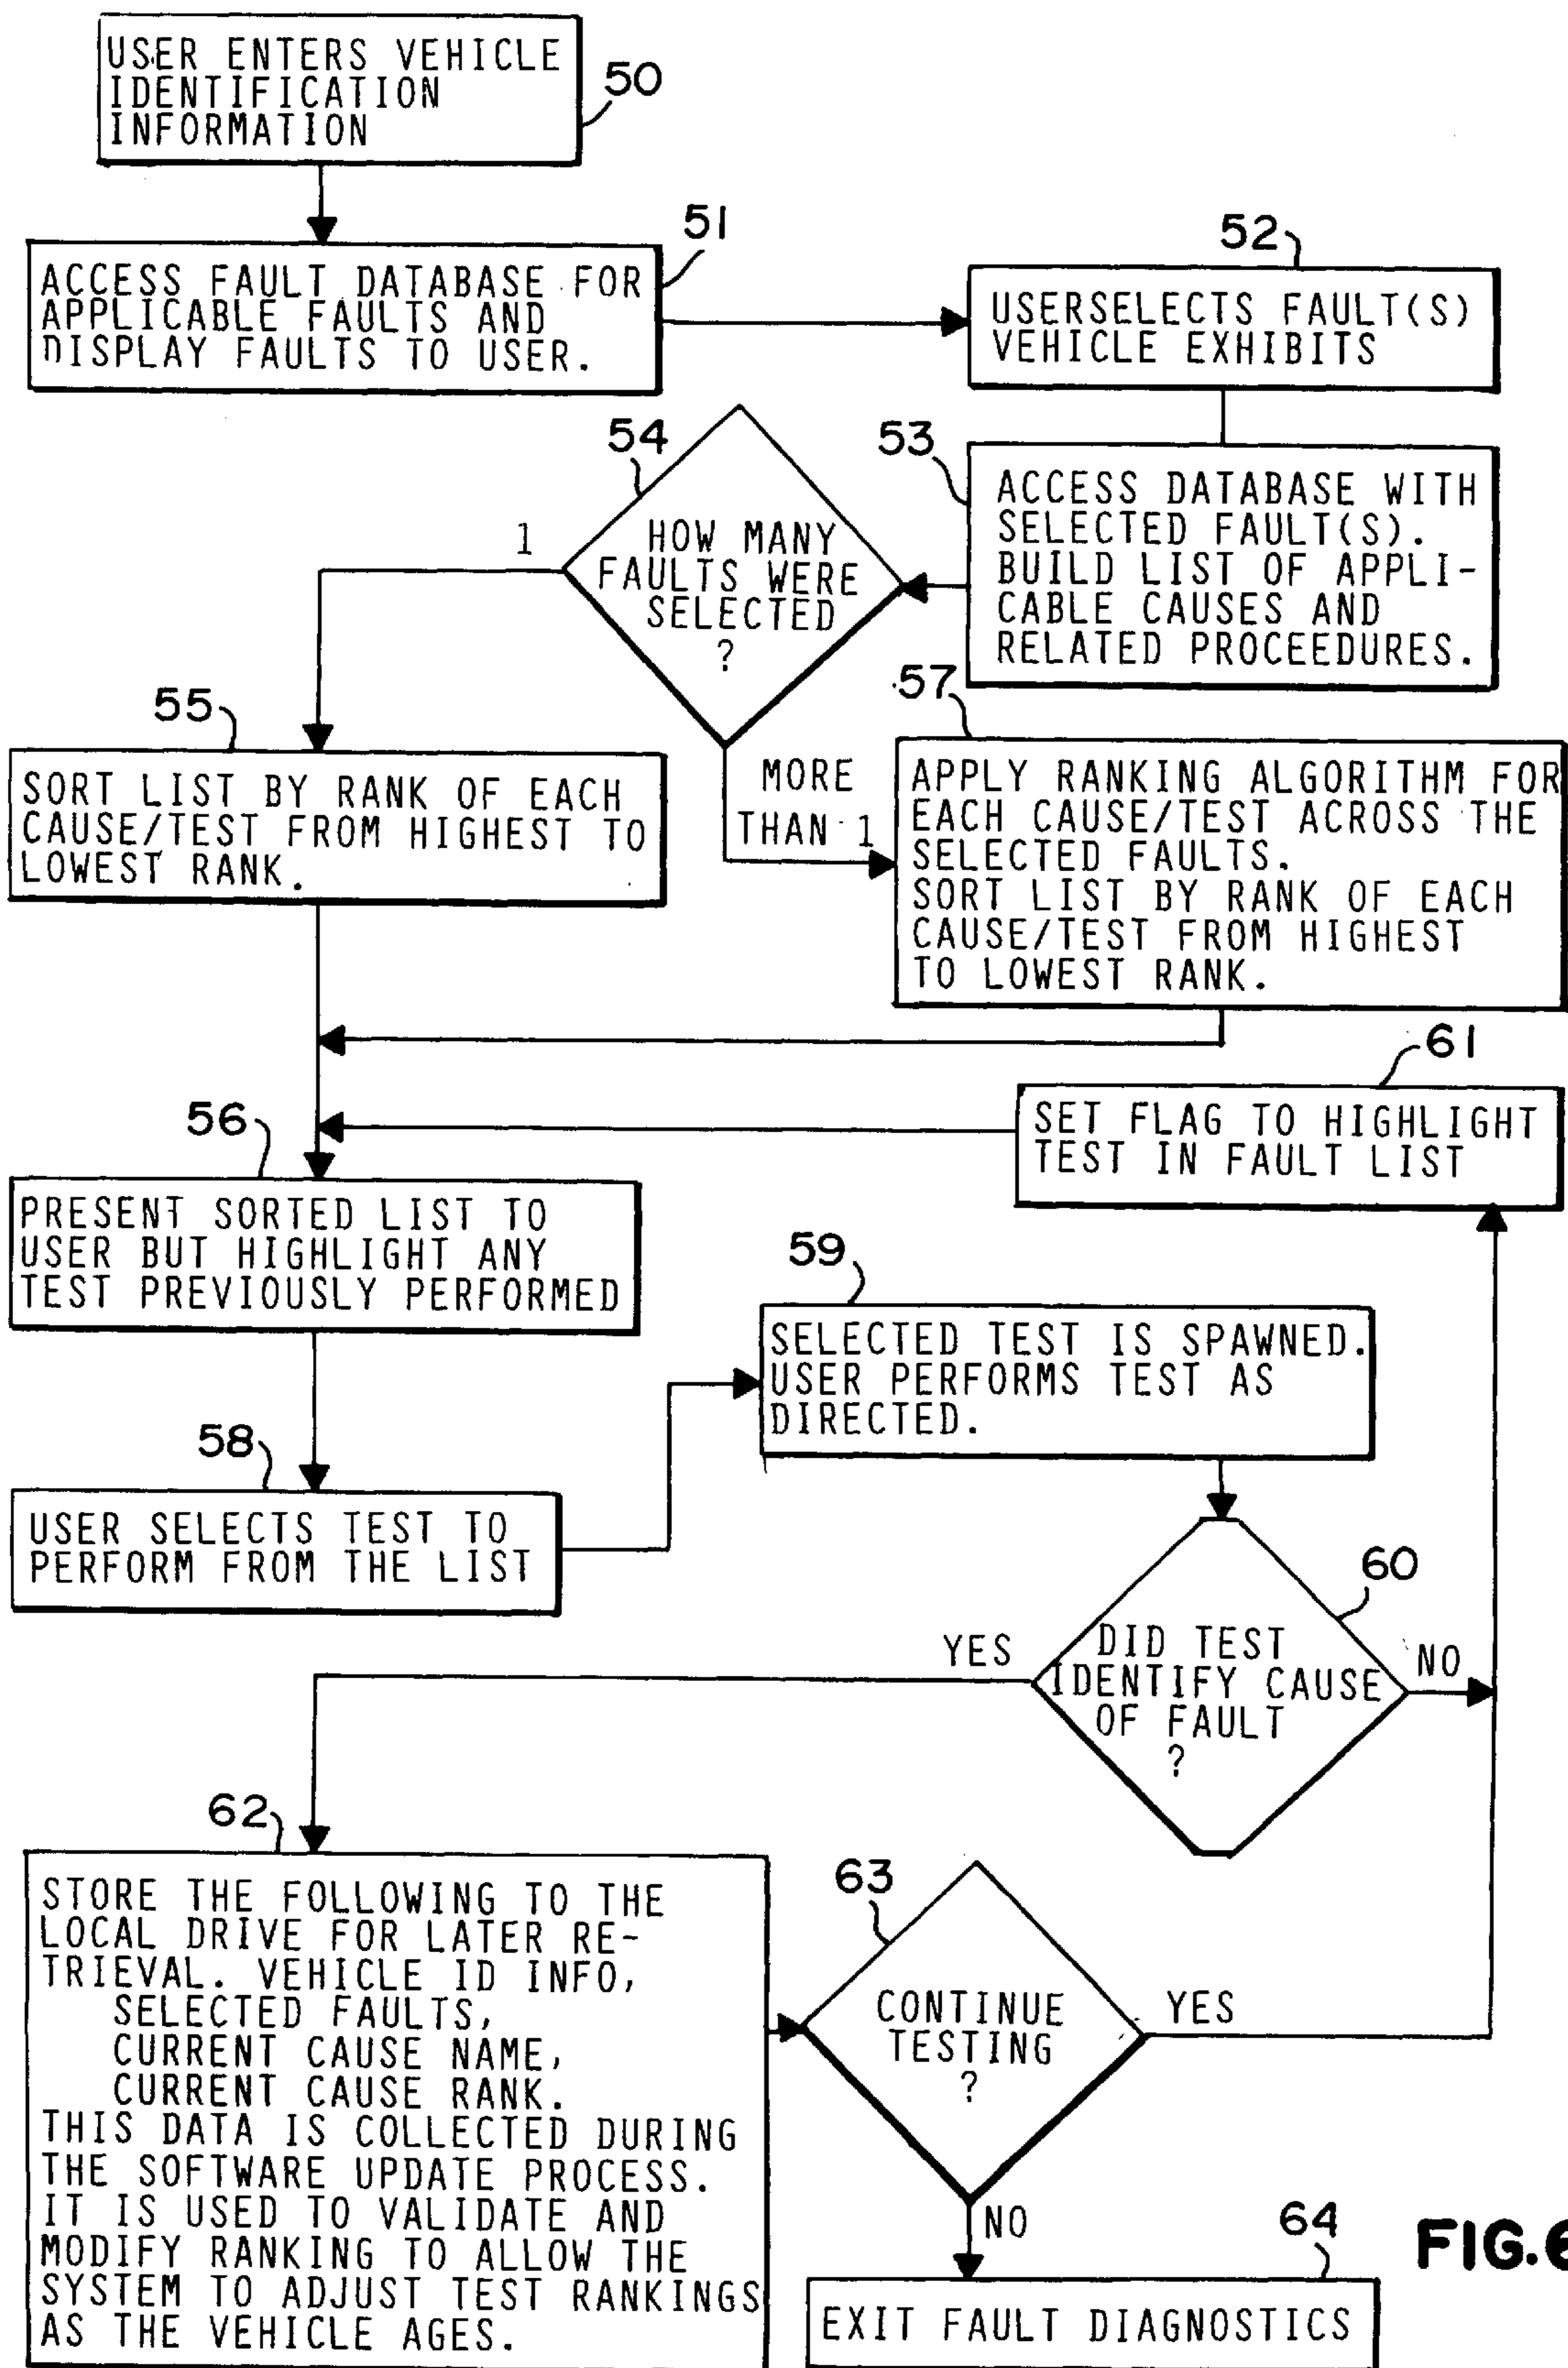 USER ENTERS VEHICLE
IDENTIFICATION
INFORMATION
50
51
ACCESS FAULT DATABASE FOR
APPLICABLE FAULTS AND
DISPLAY FAULTS TO USER.
52
USERSELECTS FAULT(S)
VEHICLE EXHIBITS
53
ACCESS DATABASE WITH
SELECTED FAULT(S).
BUILD LIST OF APPLI-
CABLE CAUSES AND
RELATED PROCEEDURES.
54
HOW MANY
FAULTS WERE
SELECTED
?
1
MORE
THAN 1
55
SORT LIST BY RANK OF EACH
CAUSE/TEST FROM HIGHEST TO
LOWEST RANK.
57
APPLY RANKING ALGORITHM FOR
EACH CAUSE/TEST ACROSS THE
SELECTED FAULTS.
SORT LIST BY RANK OF EACH
CAUSE/TEST FROM HIGHEST
TO LOWEST RANK.
61
SET FLAG TO HIGHLIGHT
TEST IN FAULT LIST
56
PRESENT SORTED LIST TO
USER BUT HIGHLIGHT ANY
TEST PREVIOUSLY PERFORMED
58
USER SELECTS TEST TO
PERFORM FROM THE LIST
59
SELECTED TEST IS SPAWNED.
USER PERFORMS TEST AS
DIRECTED.
60
DID TEST
IDENTIFY CAUSE
OF FAULT
?
YES
NO
62
STORE THE FOLLOWING TO THE
LOCAL DRIVE FOR LATER RE-
TRIEVAL. VEHICLE ID INFO,
SELECTED FAULTS,
CURRENT CAUSE NAME,
CURRENT CAUSE RANK.
THIS DATA IS COLLECTED DURING
THE SOFTWARE UPDATE PROCESS.
IT IS USED TO VALIDATE AND
MODIFY RANKING TO ALLOW THE
SYSTEM TO ADJUST TEST RANKINGS
AS THE VEHICLE AGES.
63
CONTINUE
TESTING
?
YES
NO
64
EXIT FAULT DIAGNOSTICS
FIG.6